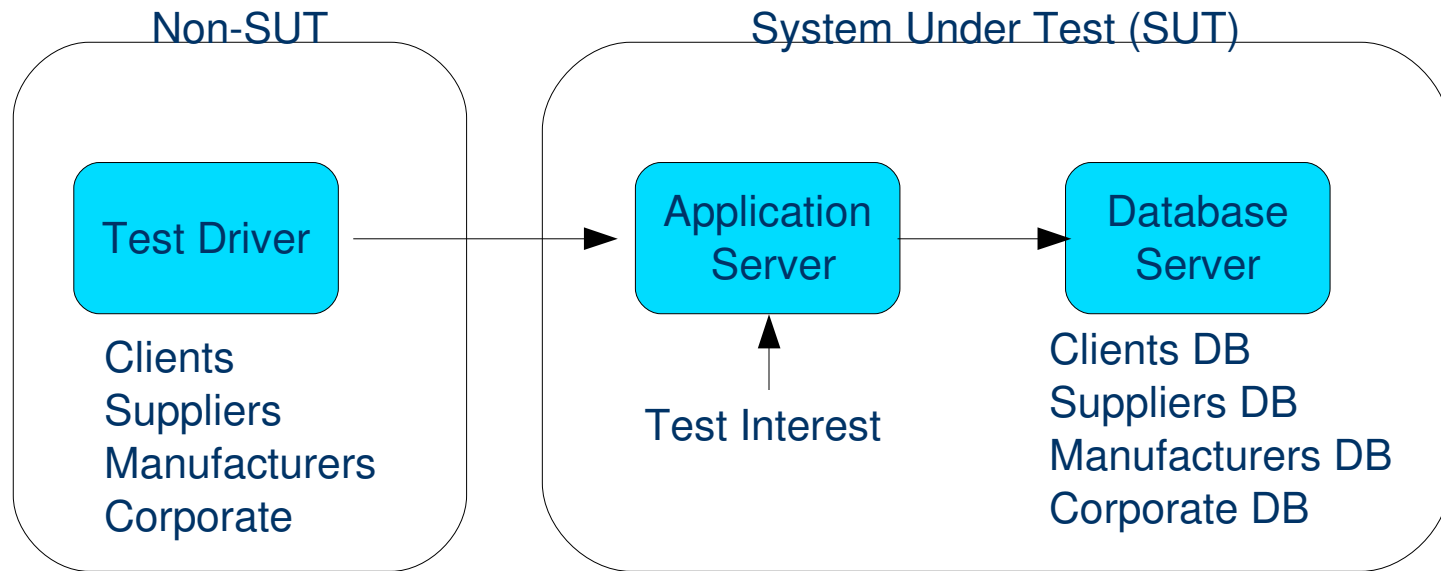 Non-SUT
System Under Test (SUT)
Test Driver
Application
Server
Database
Server
Clients
Suppliers
Manufacturers
Corporate
Test Interest
Clients DB
Suppliers DB
Manufacturers DB
Corporate DB